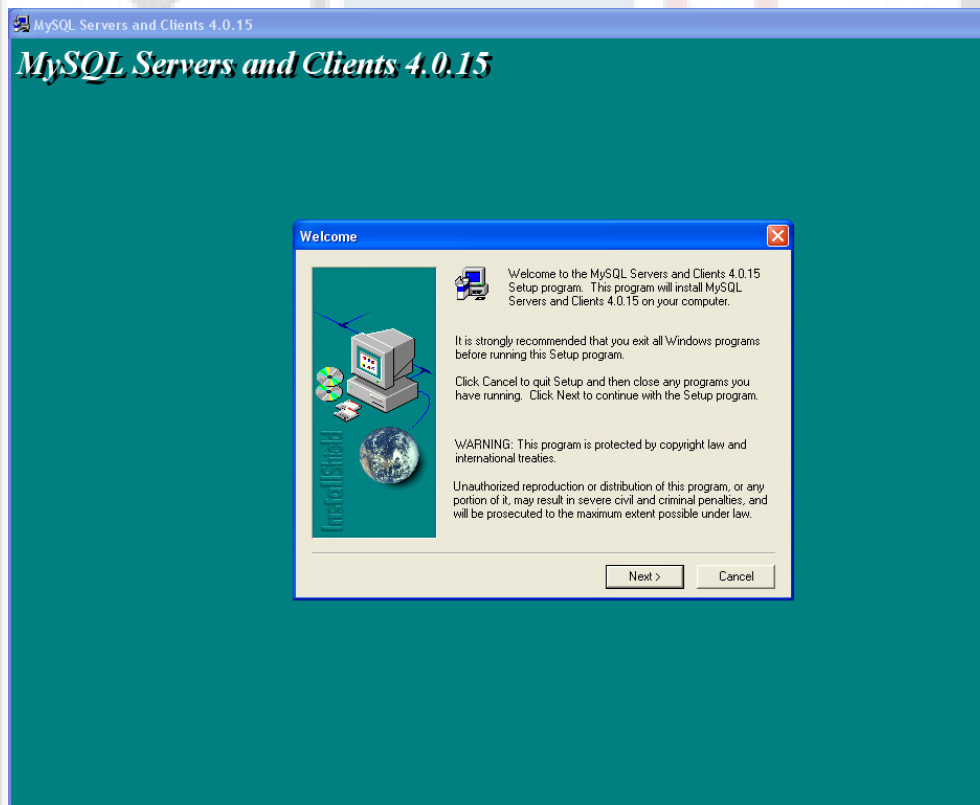 MySQL Servers and Clients 4.0.15
MySQL Servers and Clients 4.0.15
Welcome
Welcome to the MySQL Servers and Clients 4.0.15
Setup program. This program will install MySQL
Servers and Clients 4.0.15 on your computer.
It is strongly recommended that you exit all Windows programs
before running this Setup program.
Click Cancel to quit Setup and then close any programs you
have running. Click Next to continue with the Setup program.
WARNING: This program is protected by copyright law and
international treaties.
Unauthorized reproduction or distribution of this program, or any
portion of it, may result in severe civil and criminal penalties, and
will be prosecuted to the maximum extent possible under law.
InstallShield
Next >
Cancel